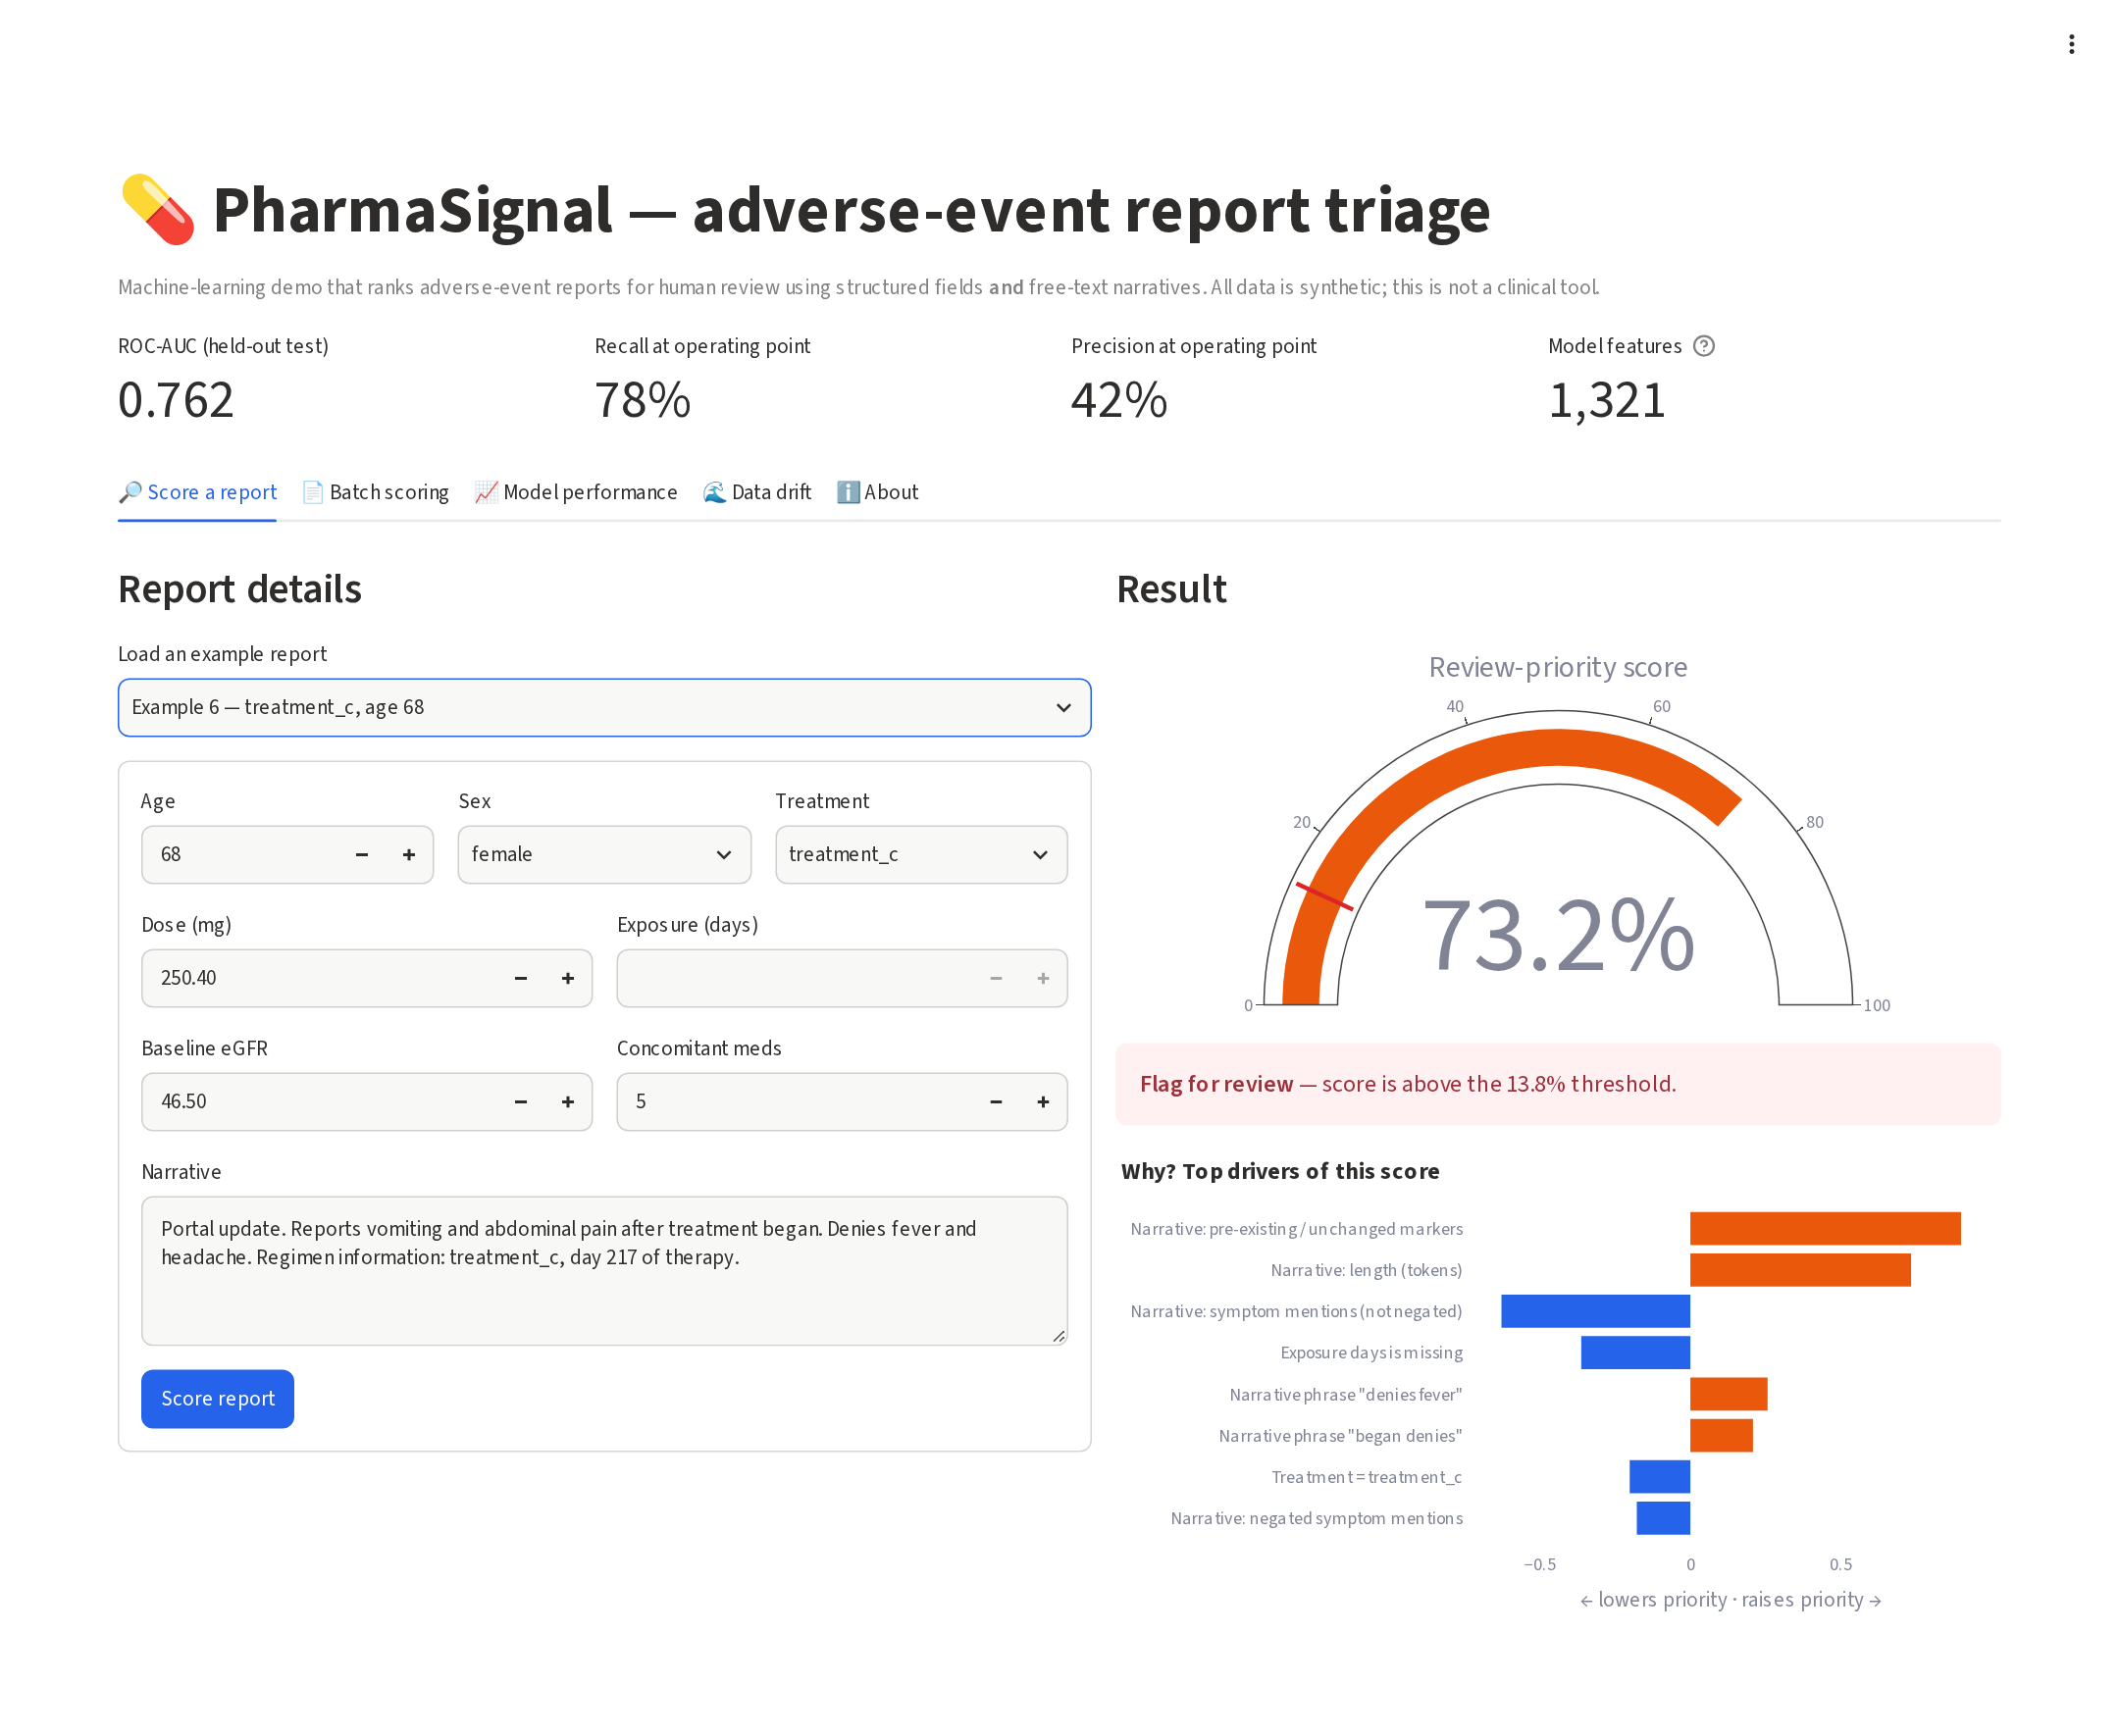 💊 PharmaSignal — adverse-event report triage
Machine-learning demo that ranks adverse-event reports for human review using structured fields and free-text narratives. All data is synthetic; this is not a clinical tool.
ROC-AUC (held-out test)
0.762
Recall at operating point
78%
Precision at operating point
42%
Model features
1,321
🔎 Score a report
📄 Batch scoring
📈 Model performance
🌊 Data drift
ℹ️ About
Report details
Load an example report
Example 6 — treatment_c, age 68
Age
68
Sex
female
Treatment
treatment_c
Dose (mg)
250.40
Exposure (days)
Baseline eGFR
46.50
Concomitant meds
5
Narrative
Portal update. Reports vomiting and abdominal pain after treatment began. Denies fever and
headache. Regimen information: treatment_c, day 217 of therapy.
Score report
Result
Review-priority score
0
20
40
60
80
100
73.2%
Flag for review — score is above the 13.8% threshold.
Why? Top drivers of this score
Narrative: pre-existing / unchanged markers
Narrative: length (tokens)
Narrative: symptom mentions (not negated)
Exposure days is missing
Narrative phrase "denies fever"
Narrative phrase "began denies"
Treatment = treatment_c
Narrative: negated symptom mentions
−0.5
0
0.5
← lowers priority · raises priority →